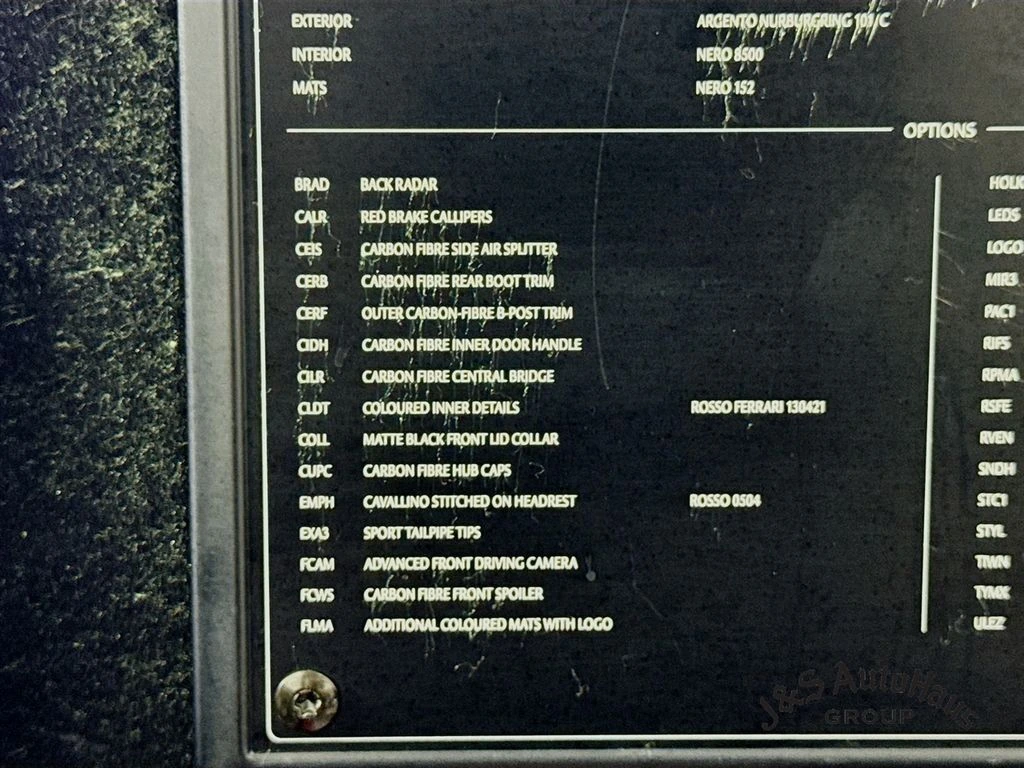 EXTERIOR ARGENTO NURBURGRING 101/C
INTERIOR NERO 8500
MATS NERO 152
OPTIONS
BRAD BACK RADAR
CALR RED BRAKE CALLIPERS
CEIS CARBON FIBRE SIDE AIR SPLITTER
CERB CARBON FIBRE REAR BOOT TRIM
CERF OUTER CARBON-FIBRE B-POST TRIM
CIDH CARBON FIBRE INNER DOOR HANDLE
CILR CARBON FIBRE CENTRAL BRIDGE
CLDT COLOURED INNER DETAILS ROSSO FERRARI 130421
COLL MATTE BLACK FRONT LID COLLAR
CUPC CARBON FIBRE HUB CAPS
EMPH CAVALLINO STITCHED ON HEADREST ROSSO 0504
EXA3 SPORT TAILPIPE TIPS
FCAM ADVANCED FRONT DRIVING CAMERA
FCW5 CARBON FIBRE FRONT SPOILER
FLMA ADDITIONAL COLOURED MATS WITH LOGO
LEDS
LOGO
MIR3
PAC1
RIF5
RPMA
RSFE
RVEN
SNDH
STC1
STYL
TIWN
TYMX
ULEZ
J&S AutoHaus
GROUP